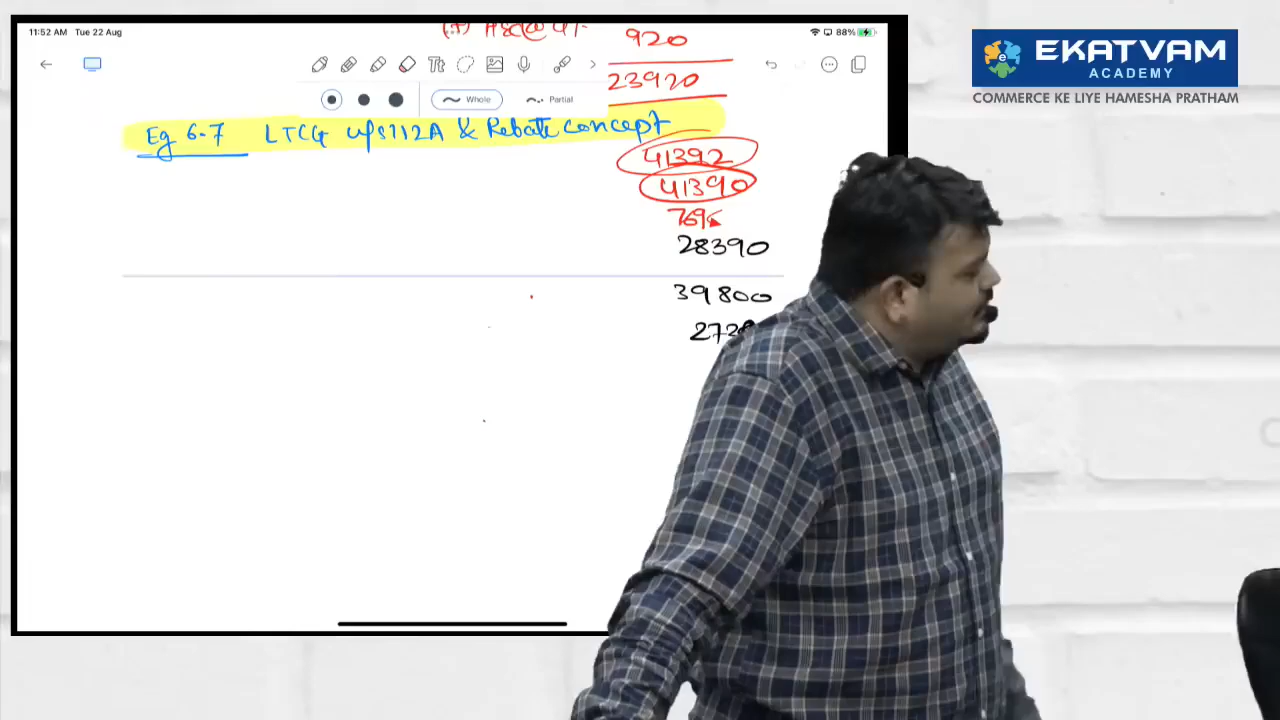 11:52 AM Tue 22 Aug
88%
EKATVAM
ACADEMY
COMMERCE KE LIYE HAMESHA PRATHAM
920
23920
Whole
Partial
Eg 6.7 LTCG u/s112A & Rebate concept
41392
41390
28390
39800